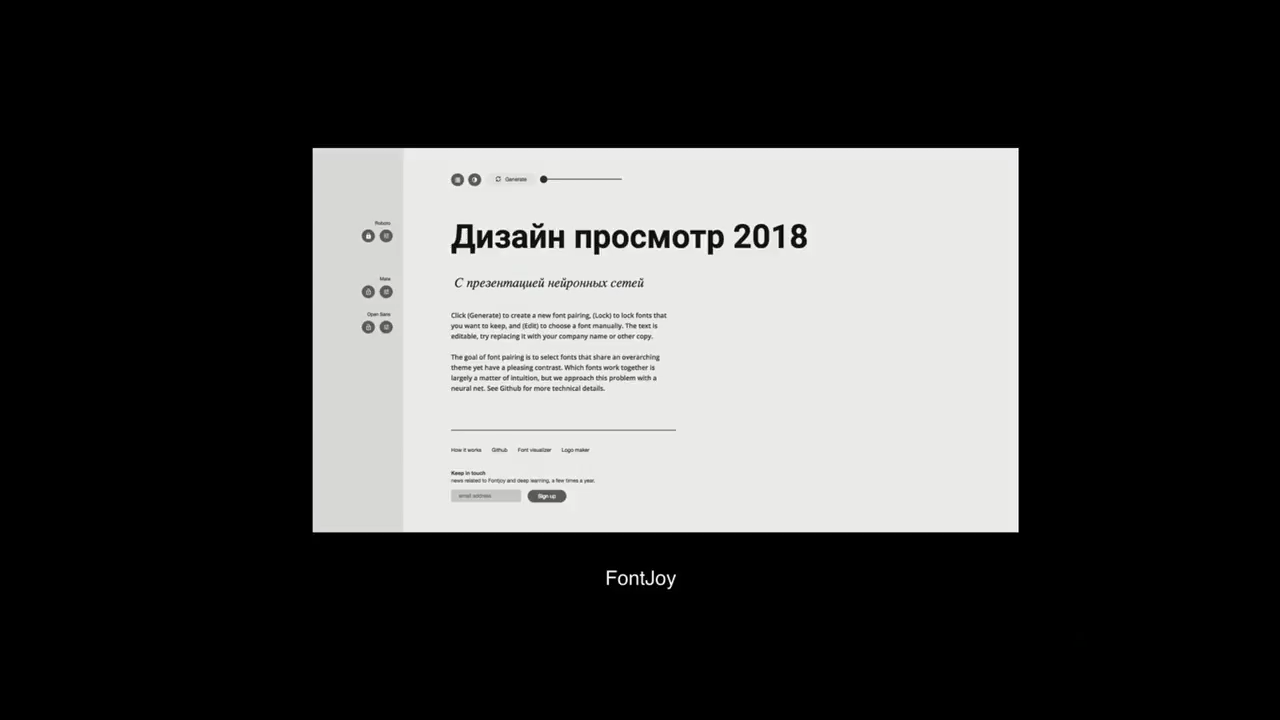 Generate
Roboto
Дизайн просмотр 2018
Mate
С презентацией нейронных сетей
Open Sans
Click (Generate) to create a new font pairing, (Lock) to lock fonts that
you want to keep, and (Edit) to choose a font manually. The text is
editable, try replacing it with your company name or other copy.
The goal of font pairing is to select fonts that share an overarching
theme yet have a pleasing contrast. Which fonts work together is
largely a matter of intuition, but we approach this problem with a
neural net. See Github for more technical details.
How it works Github Font visualizer Logo maker
Keep in touch
news related to Fontjoy and deep learning, a few times a year.
email address Sign up
FontJoy